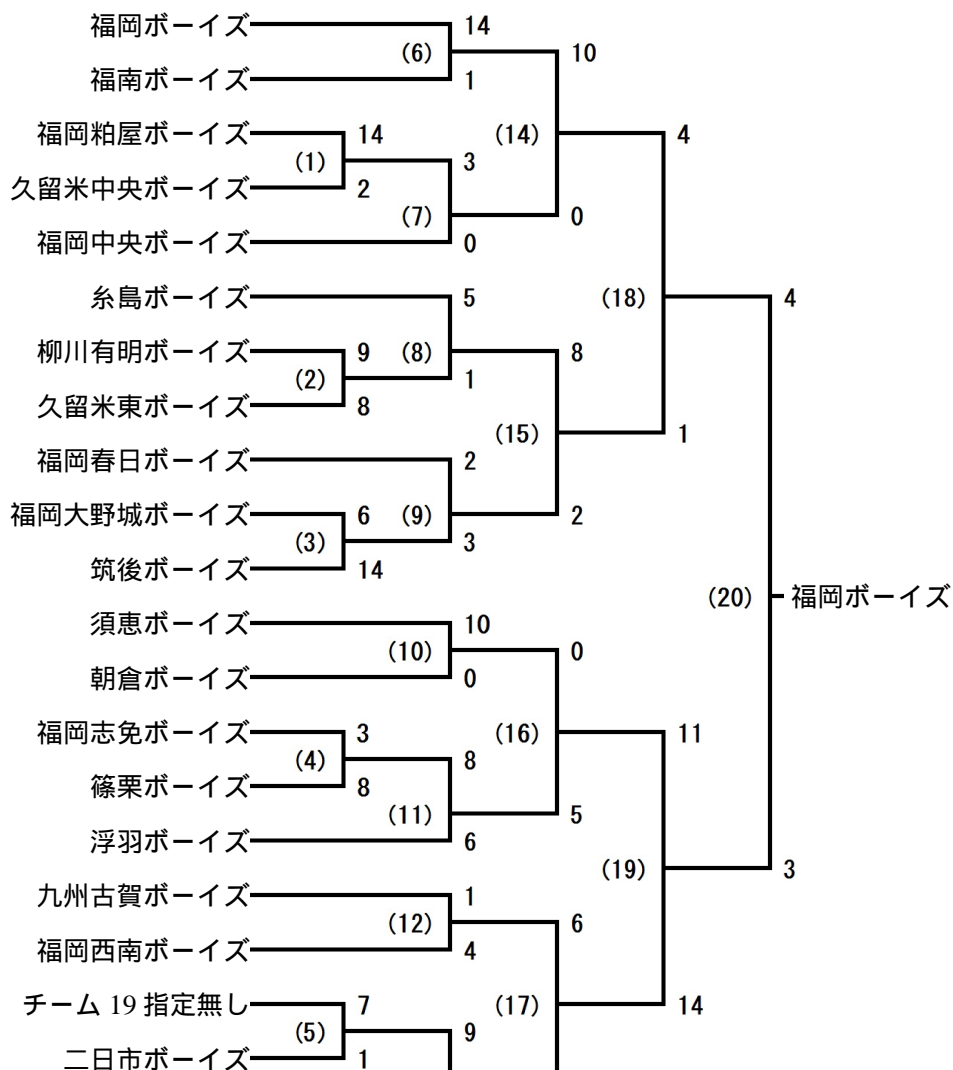 福岡ボーイズ
14
(6)
10
福南ボーイズ
1
福岡粕屋ボーイズ
14
(14)
4
(1)
3
久留米中央ボーイズ
2
(7)
0
福岡中央ボーイズ
0
糸島ボーイズ
5
(18)
4
柳川有明ボーイズ
9
(8)
8
(2)
1
久留米東ボーイズ
8
(15)
1
福岡春日ボーイズ
2
福岡大野城ボーイズ
6
(9)
2
(3)
3
筑後ボーイズ
14
(20)
福岡ボーイズ
須恵ボーイズ
10
(10)
0
朝倉ボーイズ
0
福岡志免ボーイズ
3
(16)
11
(4)
8
篠栗ボーイズ
8
(11)
5
浮羽ボーイズ
6
(19)
3
九州古賀ボーイズ
1
(12)
6
福岡西南ボーイズ
4
チーム 19 指定無し
7
(17)
14
(5)
9
二日市ボーイズ
1